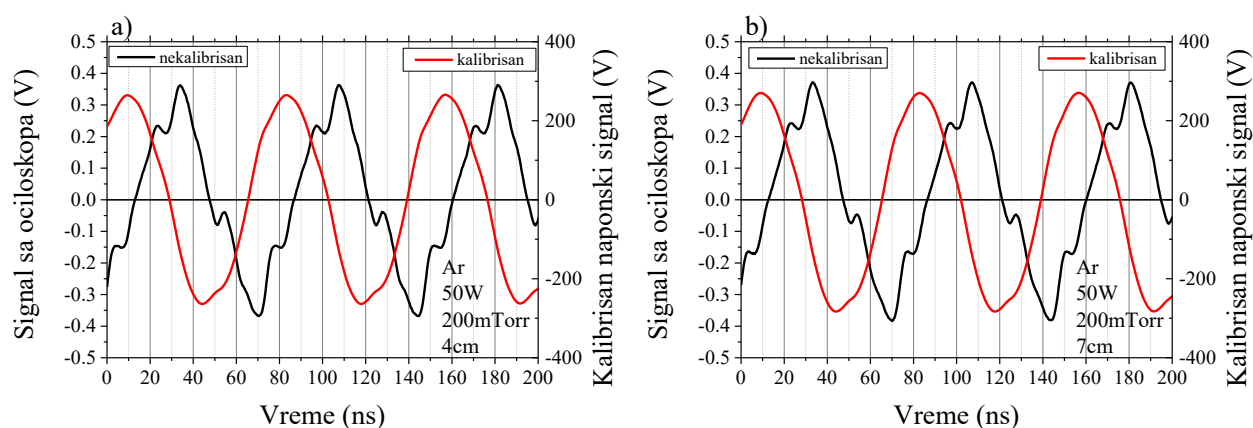 a)
nekalibrisan
kalibrisan
Signal sa ociloskopa (V)
0.5
0.4
0.3
0.2
0.1
0.0
-0.1
-0.2
-0.3
-0.4
-0.5
400
200
0
-200
-400
Kalibrisan naponski signal (V)
Ar
50W
200mTorr
4cm
0 20 40 60 80 100 120 140 160 180 200
Vreme (ns)
b)
nekalibrisan
kalibrisan
Signal sa ociloskopa (V)
0.5
0.4
0.3
0.2
0.1
0.0
-0.1
-0.2
-0.3
-0.4
-0.5
400
200
0
-200
-400
Kalibrisan naponski signal (V)
Ar
50W
200mTorr
7cm
0 20 40 60 80 100 120 140 160 180 200
Vreme (ns)